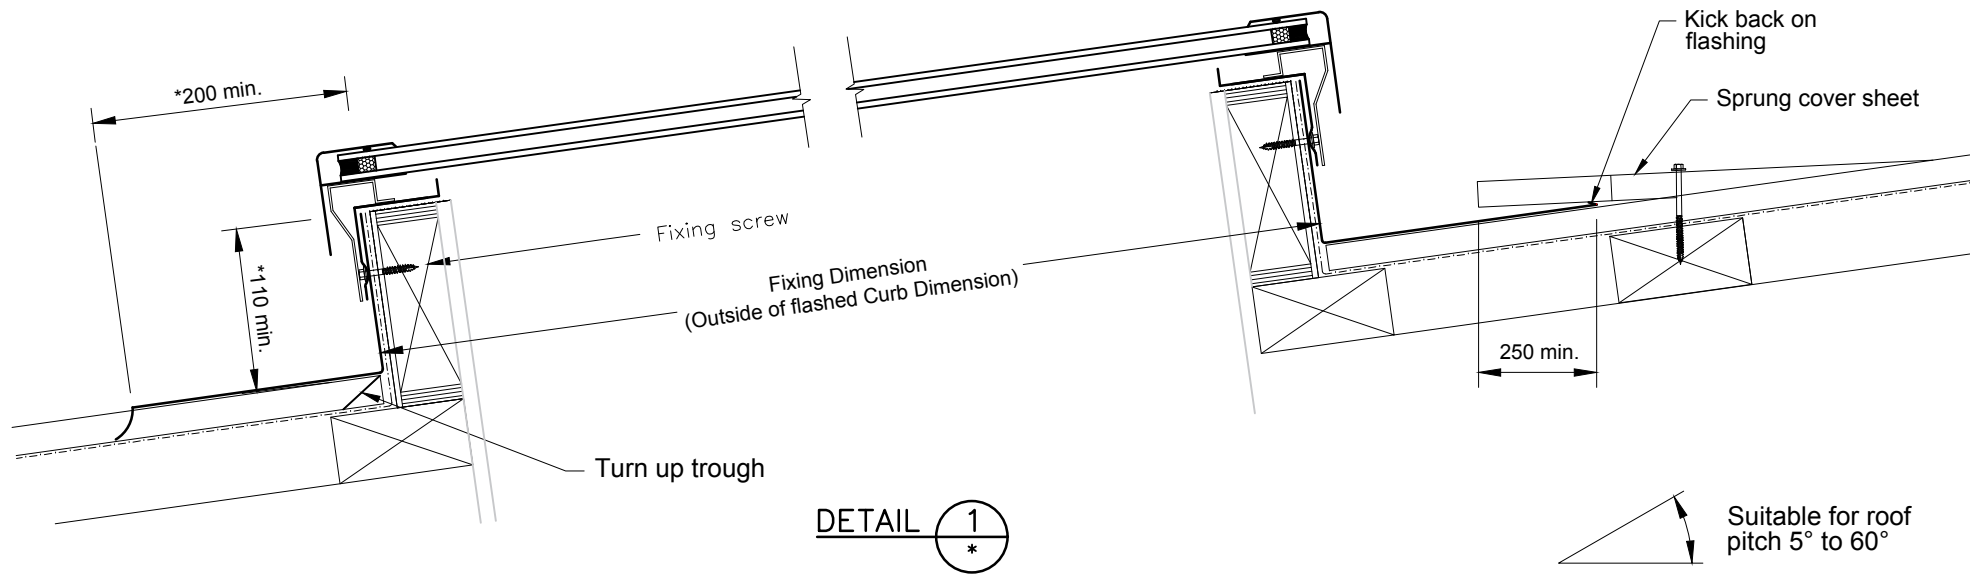 *200 min.
Kick back on
flashing
Sprung cover sheet
*110 min.
Fixing screw
Fixing Dimension
(Outside of flashed Curb Dimension)
250 min.
Turn up trough
DETAIL 1
*
Suitable for roof
pitch 5° to 60°